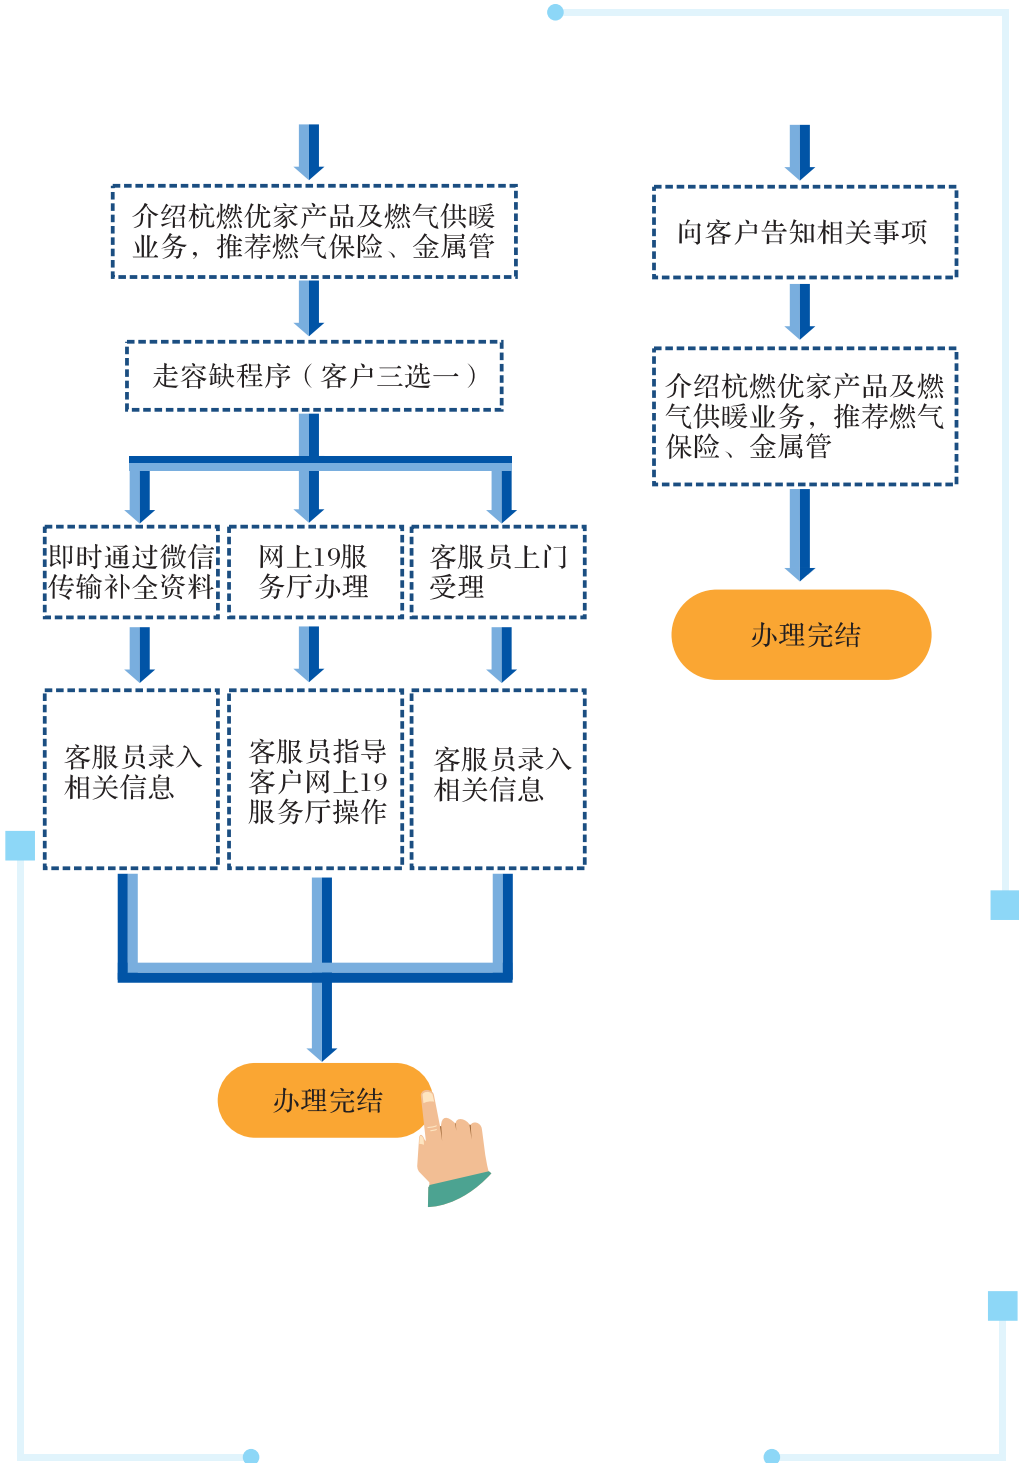 介绍杭燃优家产品及燃气供暖
业务，推荐燃气保险、金属管
走容缺程序（客户三选一）
即时通过微信
传输补全资料
网上19服
务厅办理
客服员上门
受理
客服员录入
相关信息
客服员指导
客户网上19
服务厅操作
客服员录入
相关信息
办理完结
向客户告知相关事项
介绍杭燃优家产品及燃
气供暖业务，推荐燃气
保险、金属管
办理完结